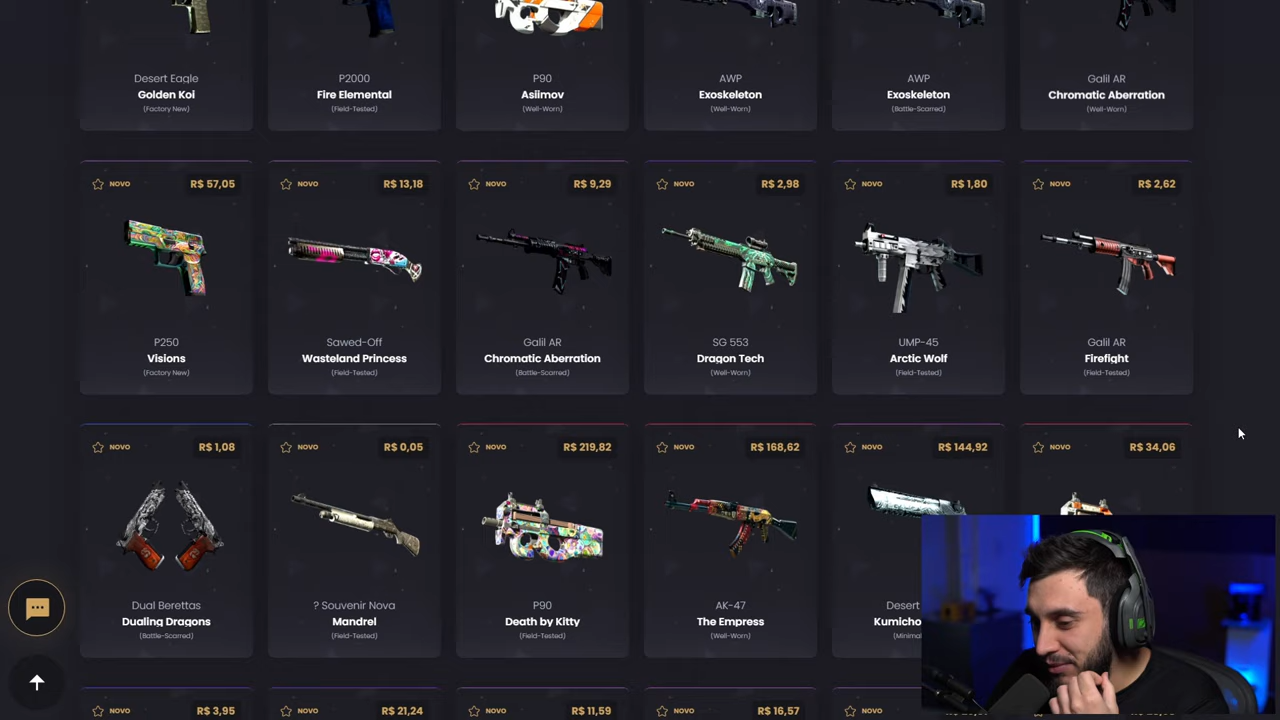 Desert Eagle
Golden Koi
(Factory New)
P2000
Fire Elemental
(Field-Tested)
P90
Asiimov
(Well-Worn)
AWP
Exoskeleton
(Well-Worn)
AWP
Exoskeleton
(Battle-Scarred)
Galil AR
Chromatic Aberration
(Well-Worn)
NOVO R$ 57,05
P250
Visions
(Factory New)
NOVO R$ 13,18
Sawed-Off
Wasteland Princess
(Field-Tested)
NOVO R$ 9,29
Galil AR
Chromatic Aberration
(Battle-Scarred)
NOVO R$ 2,98
SG 553
Dragon Tech
(Well-Worn)
NOVO R$ 1,80
UMP-45
Arctic Wolf
(Field-Tested)
NOVO R$ 2,62
Galil AR
Firefight
(Field-Tested)
NOVO R$ 1,08
Dual Berettas
Dualing Dragons
(Battle-Scarred)
NOVO R$ 0,05
? Souvenir Nova
Mandrel
(Field-Tested)
NOVO R$ 219,82
P90
Death by Kitty
(Field-Tested)
NOVO R$ 168,62
AK-47
The Empress
(Well-Worn)
NOVO R$ 144,92
Desert
Kumicho
(Minimal
NOVO R$ 34,06
NOVO R$ 3,95
NOVO R$ 21,24
NOVO R$ 11,59
NOVO R$ 16,57